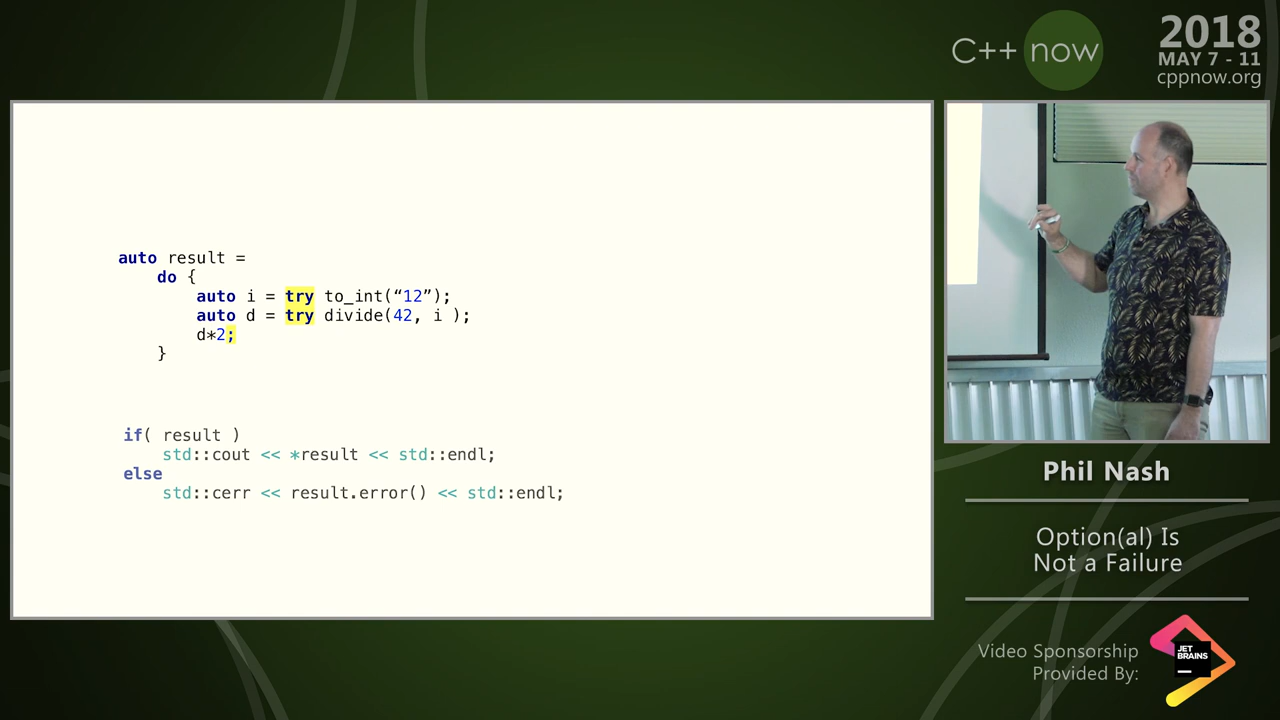 C++ now
2018
MAY 7 - 11
cppnow.org
auto result =
    do {
        auto i = try to_int(“12”);
        auto d = try divide(42, i );
        d*2;
    }
if( result )
    std::cout << *result << std::endl;
else
    std::cerr << result.error() << std::endl;
Phil Nash
Option(al) Is
Not a Failure
Video Sponsorship
Provided By:
JET
BRAINS